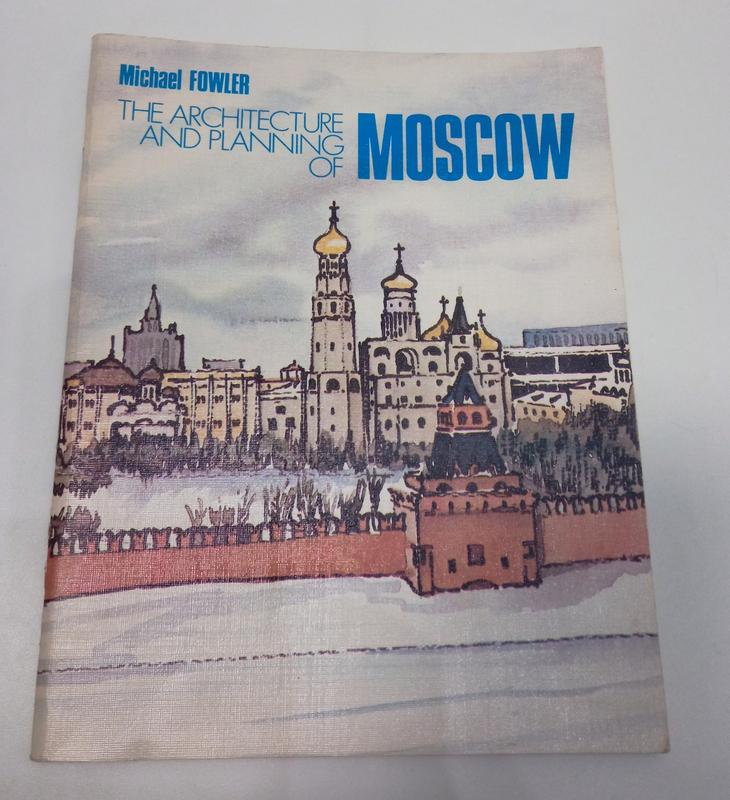 Michael FOWLER
THE ARCHITECTURE
AND PLANNING
OF MOSCOW